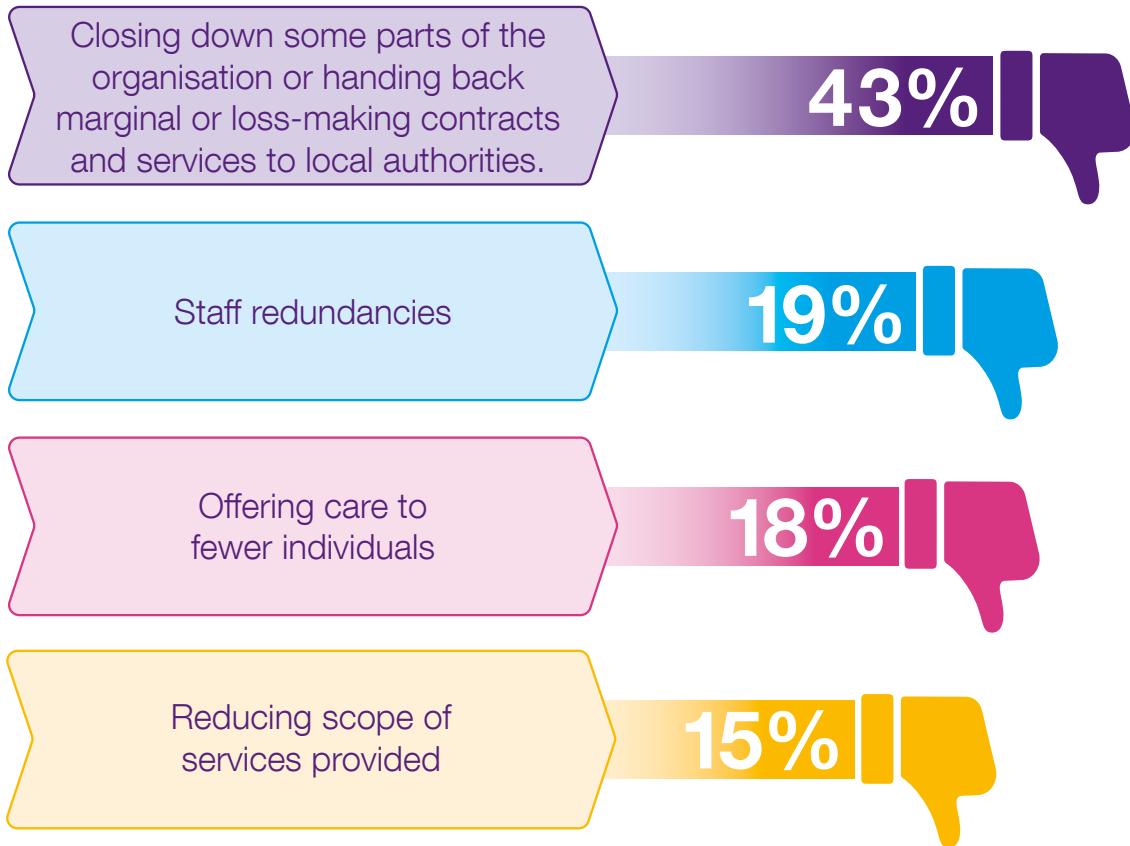 Closing down some parts of the
organisation or handing back
marginal or loss-making contracts
and services to local authorities.
43%
Staff redundancies
19%
Offering care to
fewer individuals
18%
Reducing scope of
services provided
15%